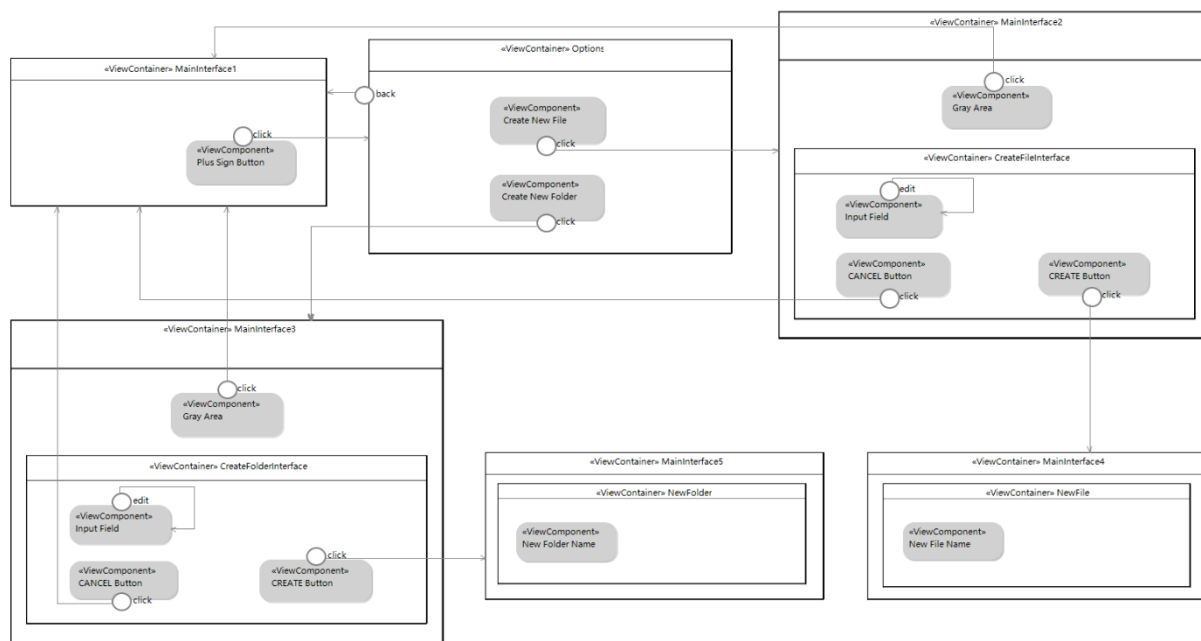 «ViewContainer» MainInterface1
click
«ViewComponent»
Plus Sign Button
«ViewContainer» Options
back
«ViewComponent»
Create New File
click
«ViewComponent»
Create New Folder
click
«ViewContainer» MainInterface2
click
«ViewComponent»
Gray Area
«ViewContainer» CreateFileInterface
edit
«ViewComponent»
Input Field
«ViewComponent»
CANCEL Button
click
«ViewComponent»
CREATE Button
click
«ViewContainer» MainInterface3
click
«ViewComponent»
Gray Area
«ViewContainer» CreateFolderInterface
edit
«ViewComponent»
Input Field
«ViewComponent»
CANCEL Button
click
click
«ViewComponent»
CREATE Button
«ViewContainer» MainInterface5
«ViewContainer» NewFolder
«ViewComponent»
New Folder Name
«ViewContainer» MainInterface4
«ViewContainer» NewFile
«ViewComponent»
New File Name